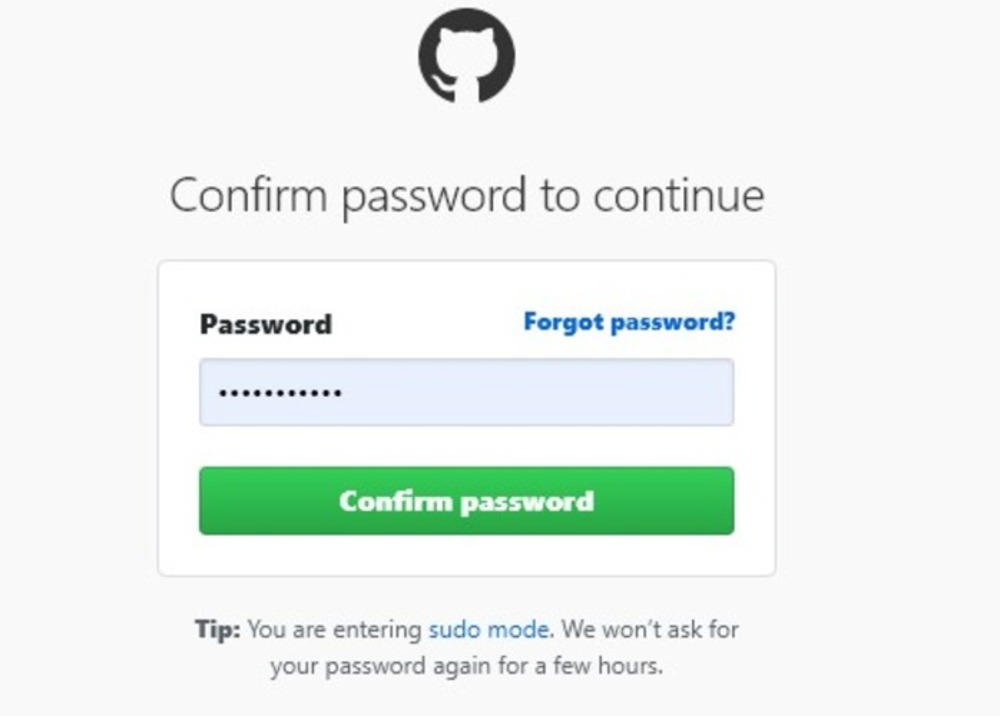 Confirm password to continue
Password
Forgot password?
•••••••••••
Confirm password
Tip: You are entering sudo mode. We won't ask for
your password again for a few hours.